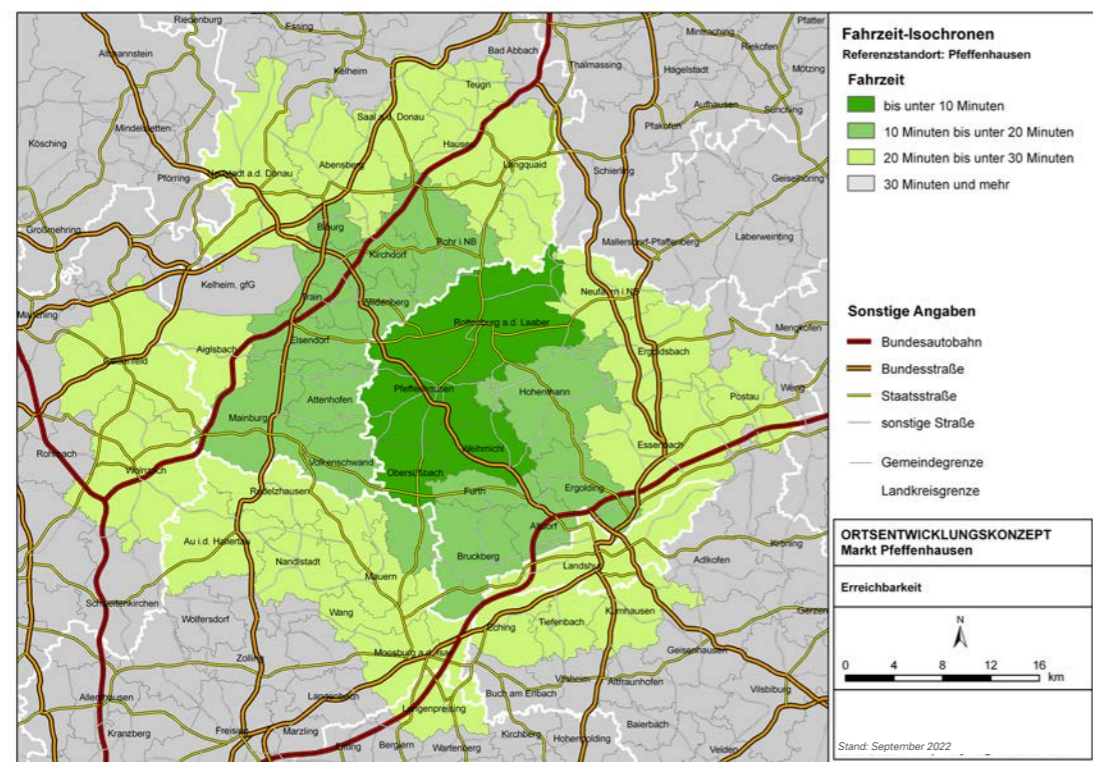 Riedenburg
Essing
Pfatter
Altmannstein
Bad Abbach
Mintraching
Riekofen
Kelheim
Thalmassing
Hagelstadt
Mötzing
Teugn
Saal a.d. Donau
Aufhausen
Sünching
Mindelstetten
Pfakofen
Kösching
Hausen
Abensberg
Langquaid
Schierling
Pförring
Neustadt a.d. Donau
Geiselhöring
Großmehring
Biburg
Rohr i.NB
Laberweinting
Kirchdorf
Mallersdorf-Pfaffenberg
Kelheim, gfG
Train
Wildenberg
Neufahrn i.NB
Rottenburg a.d. Laaber
Mengkofen
Elsendorf
Aiglsbach
Ergoldsbach
Pfeffenhausen
Hohenthann
Weng
Attenhofen
Postau
Mainburg
Essenbach
Rohrbach
Weihmichl
Volkenschwand
Wolnzach
Obersüßbach
Furth
Ergolding
Rudelzhausen
Altdorf
Au i.d. Hallertau
Kröning
Bruckberg
Nandlstadt
Landshut
Adlkofen
Mauern
Schweitenkirchen
Wang
Kumhausen
Gerzen
Wolfersdorf
Eching
Tiefenbach
Moosburg a.d. Isar
Geisenhausen
Zolling
Vilsheim
Altfraunhofen
Vilsbiburg
Allershausen
Langenbach
Buch am Erlbach
Langenpreising
Freising
Marzling
Baierbach
Kranzberg
Kirchberg
Hohenpolding
Berglern
Wartenberg
Velden
Fahrzeit-Isochronen
Referenzstandort: Pfeffenhausen
Fahrzeit
bis unter 10 Minuten
10 Minuten bis unter 20 Minuten
20 Minuten bis unter 30 Minuten
30 Minuten und mehr
Sonstige Angaben
Bundesautobahn
Bundesstraße
Staatsstraße
sonstige Straße
Gemeindegrenze
Landkreisgrenze
ORTSENTWICKLUNGSKONZEPT
Markt Pfeffenhausen
Erreichbarkeit
N
0 4 8 12 16
km
Stand: September 2022